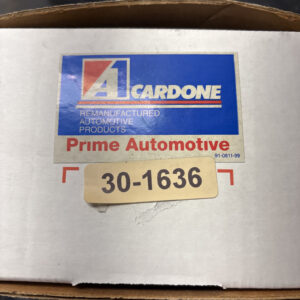 A1 CARDONE
REMANUFACTURED
AUTOMOTIVE
PRODUCTS
Prime Automotive
91-0811-99
30-1636